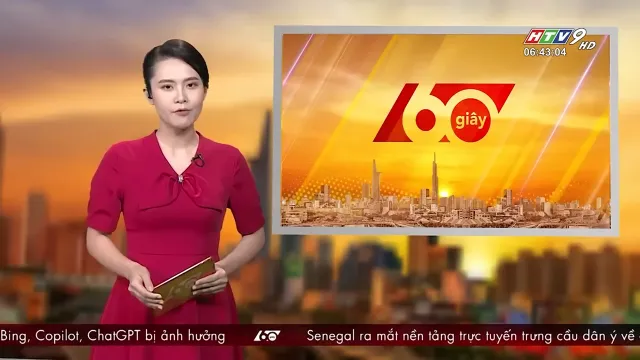 HTV9 HD
06:43:04
60 giây
Bing, Copilot, ChatGPT bị ảnh hưởng 60 giây Senegal ra mắt nền tảng trực tuyến trưng cầu dân ý về